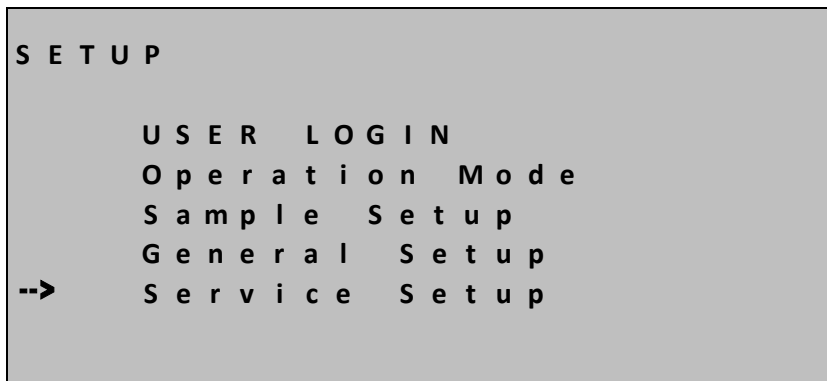 SETUP
USER LOGIN
Operation Mode
Sample Setup
General Setup
--> Service Setup